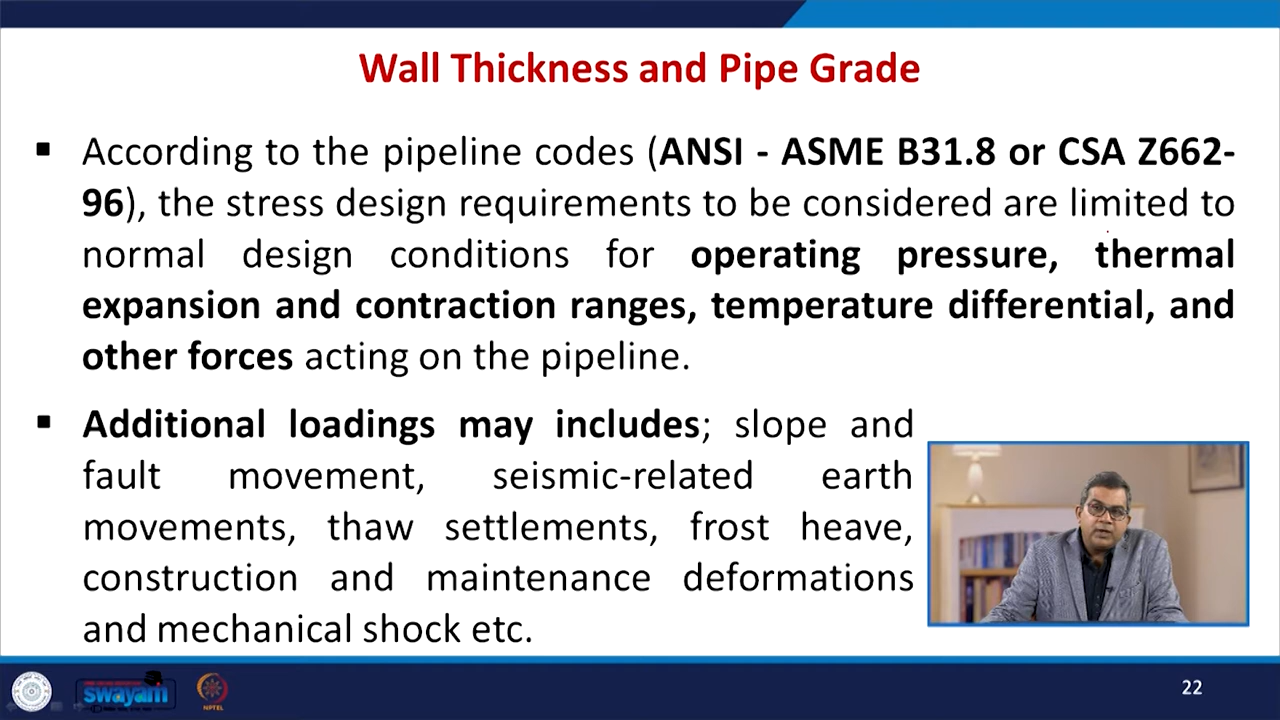 Wall Thickness and Pipe Grade
▪ According to the pipeline codes (ANSI - ASME B31.8 or CSA Z662-
96), the stress design requirements to be considered are limited to
normal design conditions for operating pressure, thermal
expansion and contraction ranges, temperature differential, and
other forces acting on the pipeline.
▪ Additional loadings may includes; slope and
fault movement, seismic-related earth
movements, thaw settlements, frost heave,
construction and maintenance deformations
and mechanical shock etc.
swayam
NPTEL
22